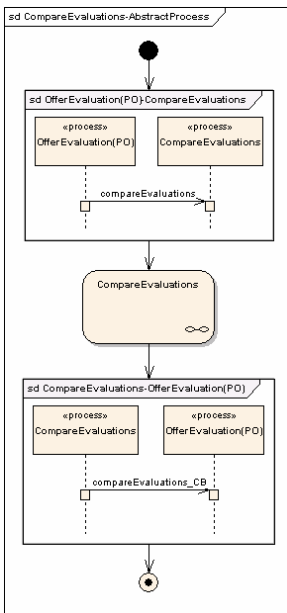 sd CompareEvaluations-AbstractProcess
sd OfferEvaluation(PO)-CompareEvaluations
«process»
OfferEvaluation(PO)
«process»
CompareEvaluations
compareEvaluations
CompareEvaluations
sd CompareEvaluations-OfferEvaluation(PO)
«process»
CompareEvaluations
«process»
OfferEvaluation(PO)
compareEvaluations_CB